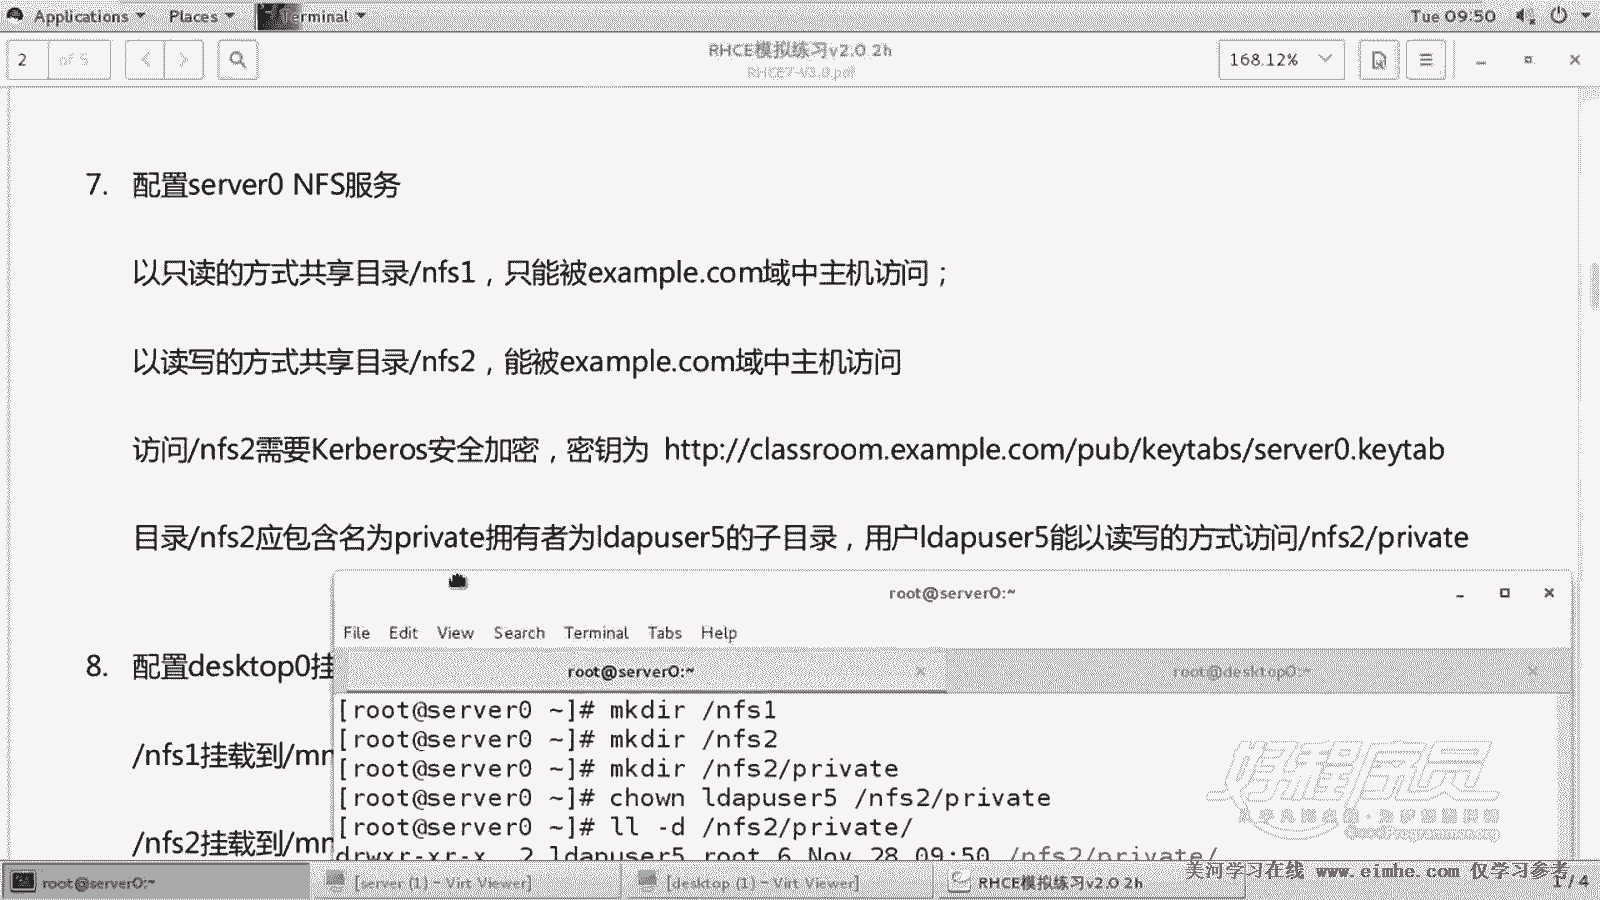 Applications Places Terminal Tue 09:50
2 of 5 RHCE模拟练习v2.0 2h 168.12%
RHCE7-V3.0.pdf
7. 配置server0 NFS服务
以只读的方式共享目录/nfs1，只能被example.com域中主机访问；
以读写的方式共享目录/nfs2，能被example.com域中主机访问
访问/nfs2需要Kerberos安全加密，密钥为 http://classroom.example.com/pub/keytabs/server0.keytab
目录/nfs2应包含名为private拥有者为ldapuser5的子目录，用户ldapuser5能以读写的方式访问/nfs2/private
8. 配置desktop0挂
/nfs1挂载到/mn
/nfs2挂载到/mn
root@server0:~
File Edit View Search Terminal Tabs Help
root@server0:~ root@desktop0:~
[root@server0 ~]# mkdir /nfs1
[root@server0 ~]# mkdir /nfs2
[root@server0 ~]# mkdir /nfs2/private
[root@server0 ~]# chown ldapuser5 /nfs2/private
[root@server0 ~]# ll -d /nfs2/private/
drwxr-xr-x. 2 ldapuser5 root 6 Nov 28 09:50 /nfs2/private/
好程序员
GoodProgrammer.org
root@server0:~ [server (1) - Virt Viewer] [desktop (1) - Virt Viewer] RHCE模拟练习v2.0 2h 1 / 4
美河学习在线 www.eimhe.com 仅学习参考